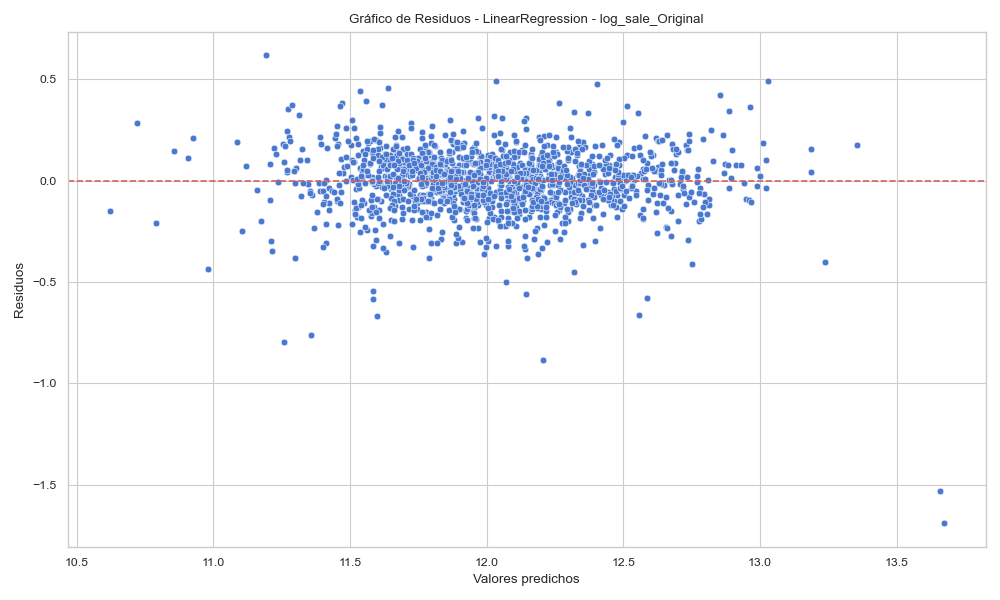 Gráfico de Residuos - LinearRegression - log_sale_Original
Residuos
0.5
0.0
−0.5
−1.0
−1.5
10.5 11.0 11.5 12.0 12.5 13.0 13.5
Valores predichos